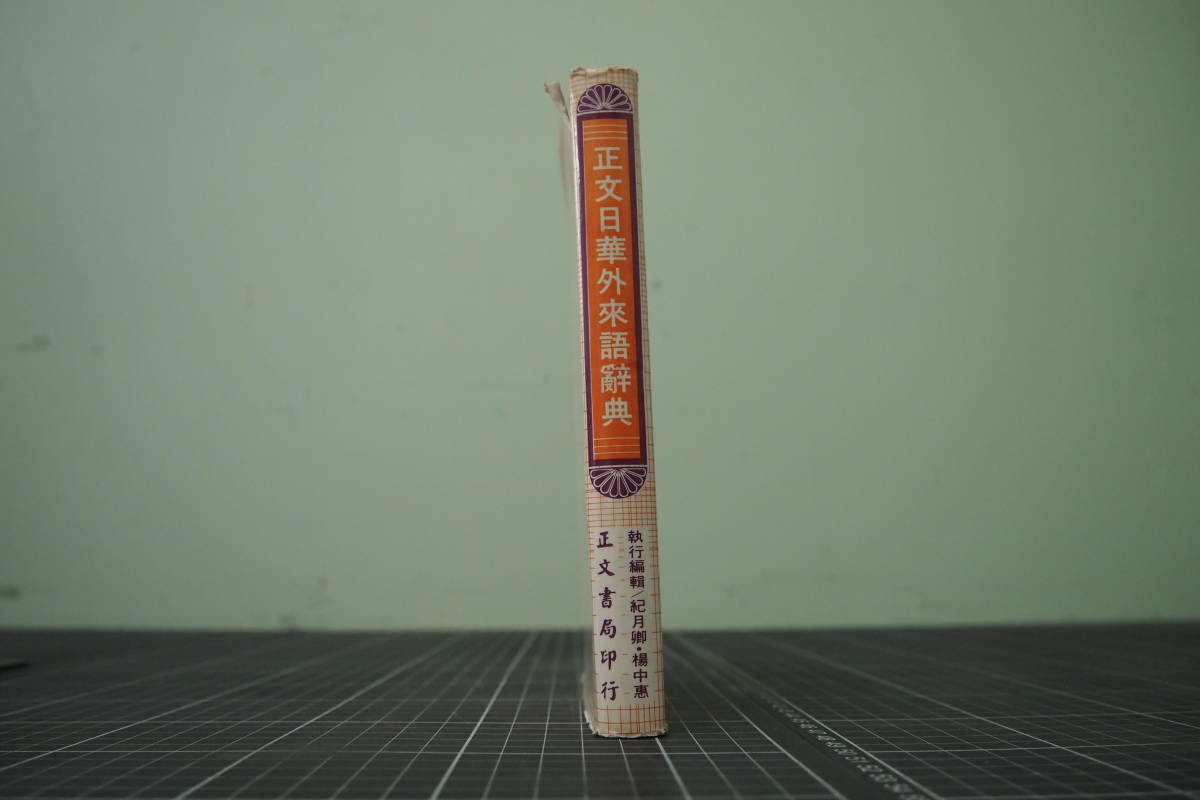 正文日華外來語辭典
執行編輯/紀月卿•楊中惠
正文書局印行